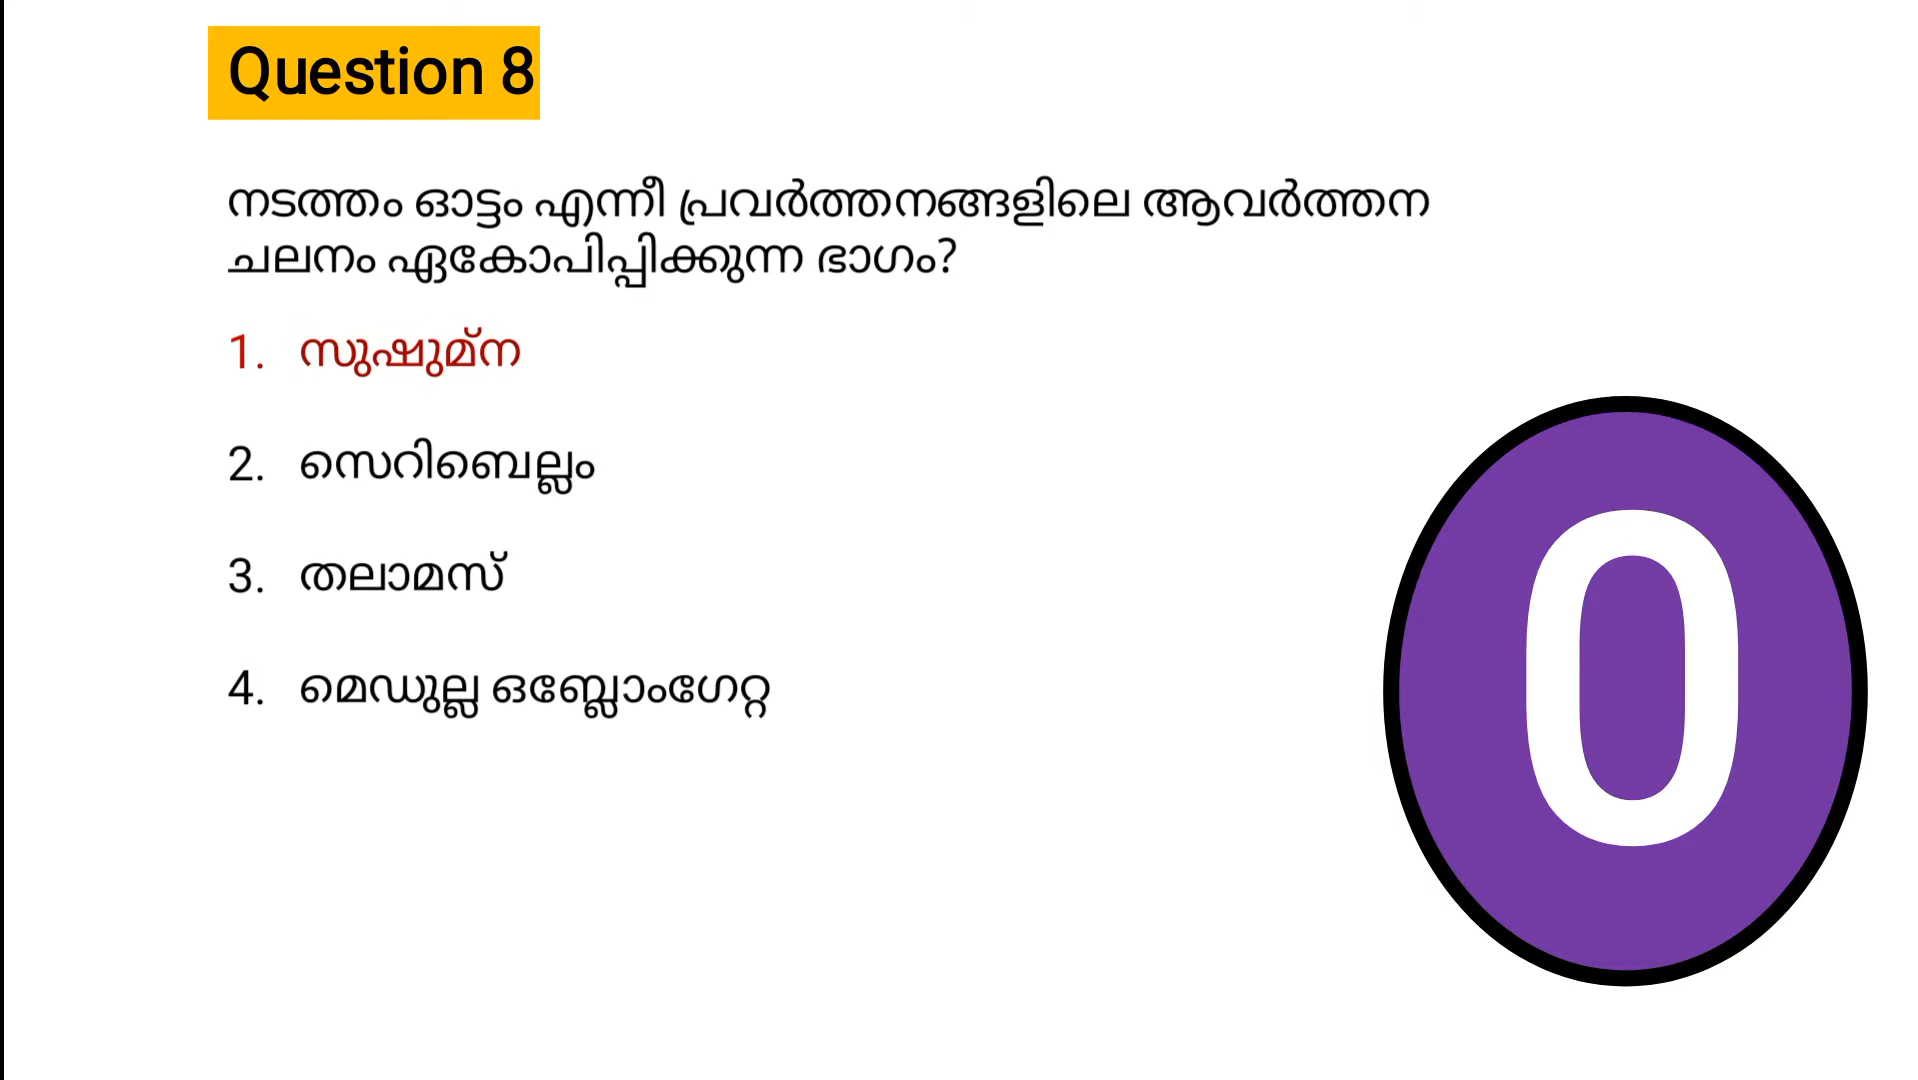 Question 8
നടത്തം ഓട്ടം എന്നീ പ്രവർത്തനങ്ങളിലെ ആവർത്തന
ചലനം ഏകോപിപ്പിക്കുന്ന ഭാഗം?
1. സുഷുമ്ന
2. സെറിബെല്ലം
3. തലാമസ്
4. മെഡുല്ല ഒബ്ലോംഗേറ്റ
0